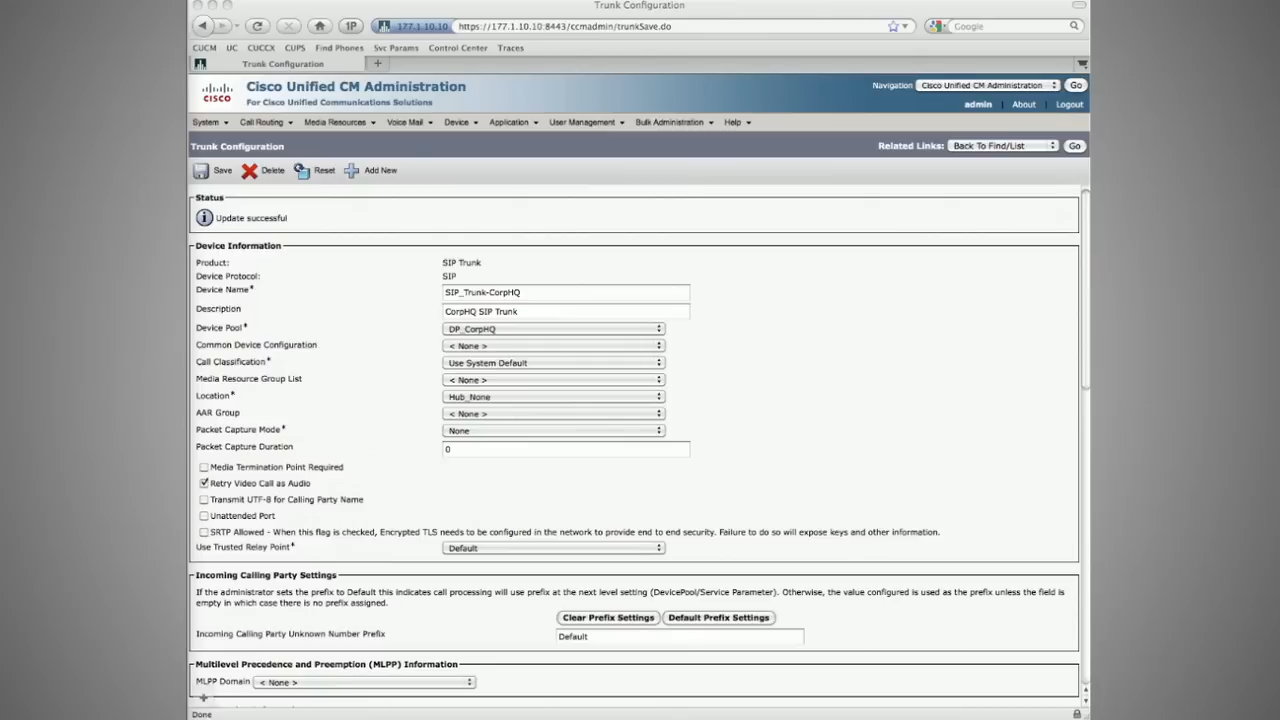 Trunk Configuration
1P
177.1.10.10 https://177.1.10.10:8443/ccmadmin/trunkSave.do
Google
CUCM UC CUCCX CUPS Find Phones Svc Params Control Center Traces
Trunk Configuration
Cisco Unified CM Administration
For Cisco Unified Communications Solutions
CISCO
Navigation Cisco Unified CM Administration Go
admin About Logout
System Call Routing Media Resources Voice Mail Device Application User Management Bulk Administration Help
Trunk Configuration
Related Links: Back To Find/List Go
Save Delete Reset Add New
Status
Update successful
Device Information
Product: SIP Trunk
Device Protocol: SIP
Device Name* SIP_Trunk-CorpHQ
Description CorpHQ SIP Trunk
Device Pool* DP_CorpHQ
Common Device Configuration < None >
Call Classification* Use System Default
Media Resource Group List < None >
Location* Hub_None
AAR Group < None >
Packet Capture Mode* None
Packet Capture Duration 0
Media Termination Point Required
Retry Video Call as Audio
Transmit UTF-8 for Calling Party Name
Unattended Port
SRTP Allowed - When this flag is checked, Encrypted TLS needs to be configured in the network to provide end to end security. Failure to do so will expose keys and other information.
Use Trusted Relay Point* Default
Incoming Calling Party Settings
If the administrator sets the prefix to Default this indicates call processing will use prefix at the next level setting (DevicePool/Service Parameter). Otherwise, the value configured is used as the prefix unless the field is
empty in which case there is no prefix assigned.
Clear Prefix Settings Default Prefix Settings
Incoming Calling Party Unknown Number Prefix Default
Multilevel Precedence and Preemption (MLPP) Information
MLPP Domain < None >
Done